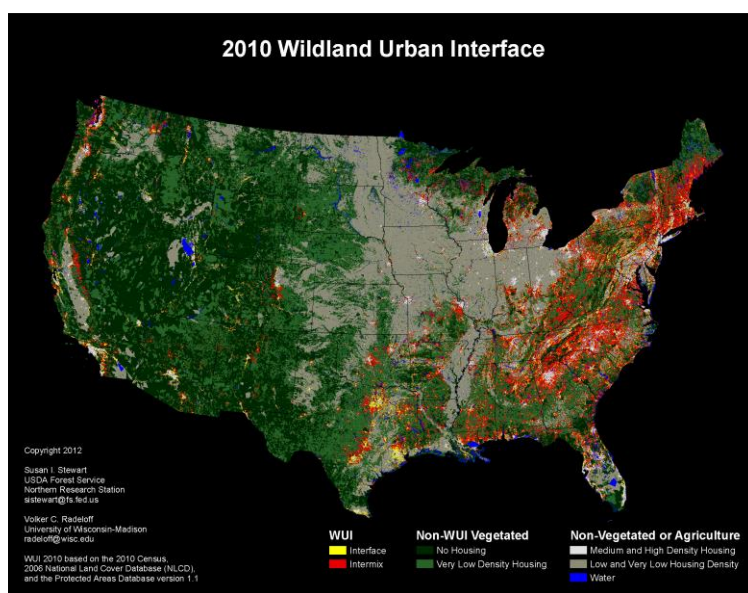 2010 Wildland Urban Interface
Copyright 2012
Susan I. Stewart
USDA Forest Service
Northern Research Station
sistewart@fs.fed.us
Volker C. Radeloff
University of Wisconsin-Madison
radeloff@wisc.edu
WUI 2010 based on the 2010 Census,
2006 National Land Cover Database (NLCD),
and the Protected Areas Database version 1.1
WUI
Interface
Intermix
Non-WUI Vegetated
No Housing
Very Low Density Housing
Non-Vegetated or Agriculture
Medium and High Density Housing
Low and Very Low Housing Density
Water